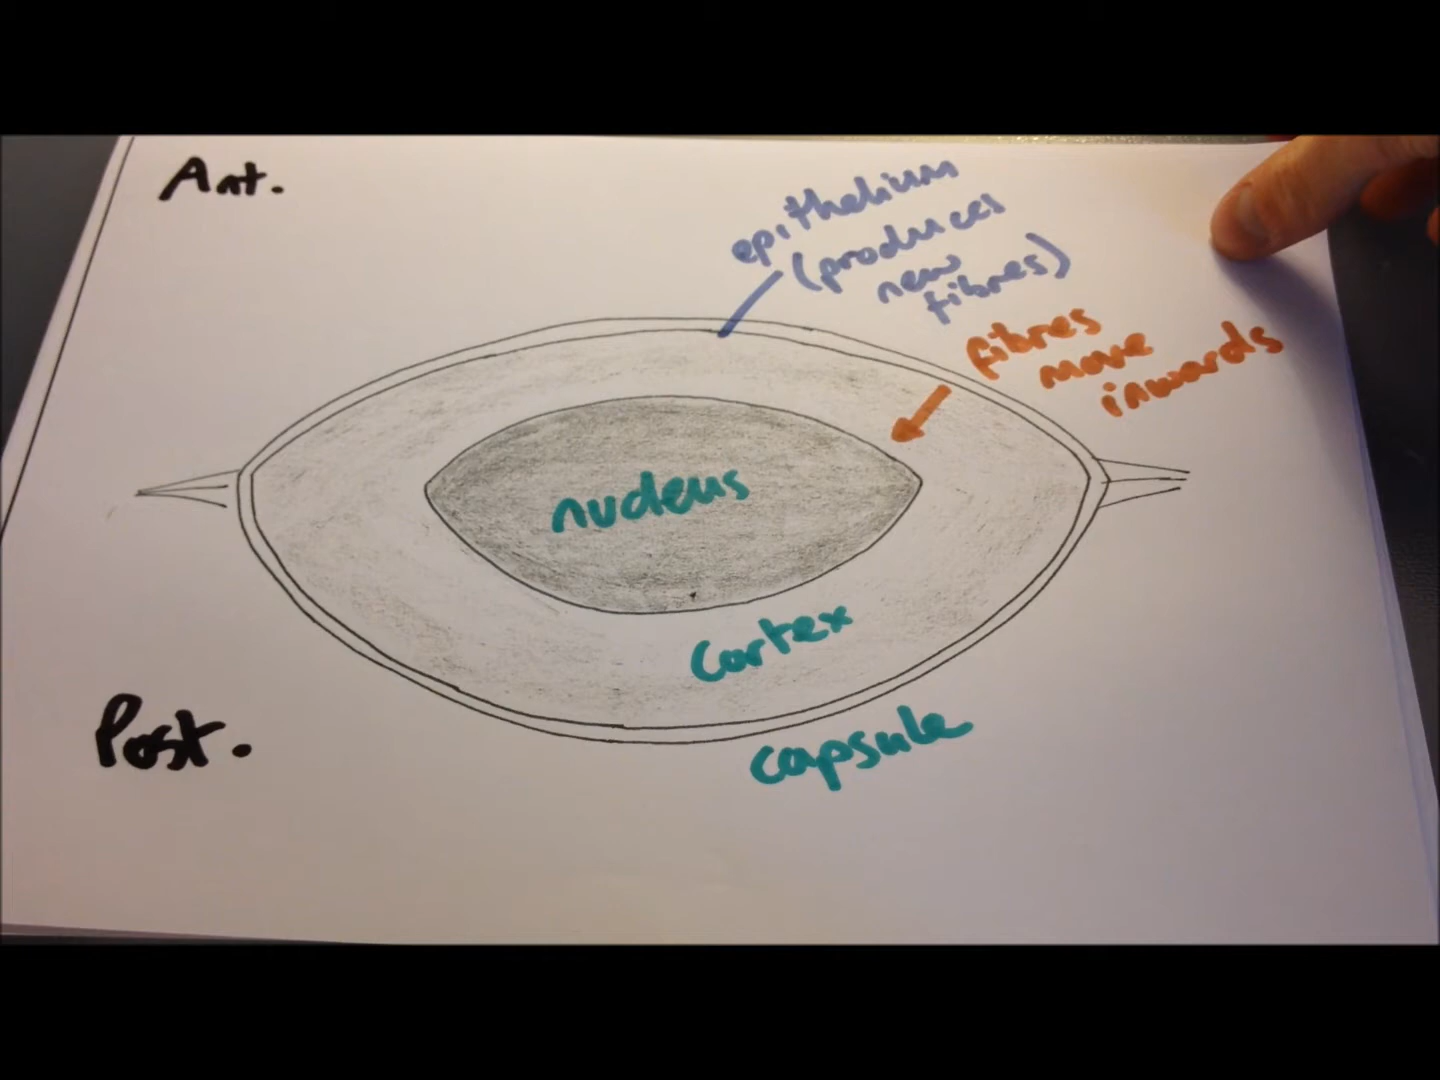 Ant.
epithelium
(produces
new
fibres)
fibres
move
inwards
nucleus
cortex
Post.
capsule